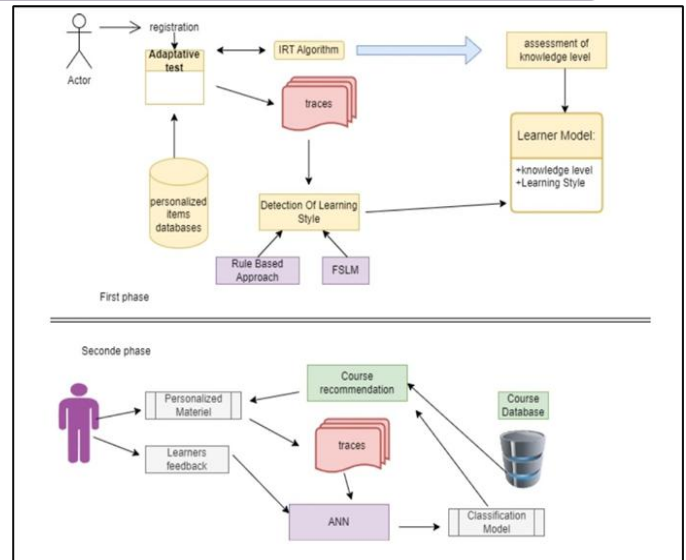 registration
Actor
Adaptative
test
IRT Algorithm
assessment of
knowledge level
traces
Learner Model:
+knowledge level
+Learning Style
personalized
items
databases
Detection Of Learning
Style
Rule Based
Approach
FSLM
First phase
Seconde phase
Course
recommendation
Personalized
Materiel
Course
Database
traces
Learners
feedback
ANN
Classification
Model